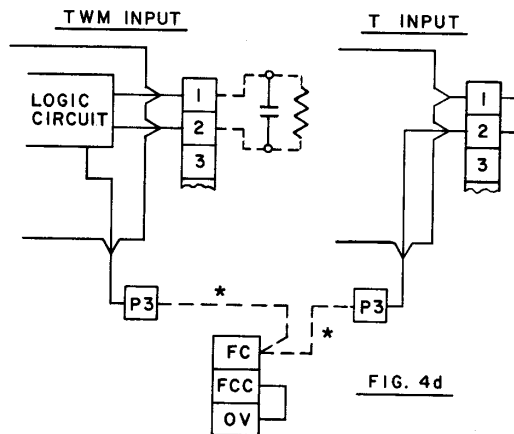 TWM INPUT
T INPUT
LOGIC
CIRCUIT
1
2
3
1
2
3
P3
*
*
P3
FC
FCC
OV
FIG. 4d